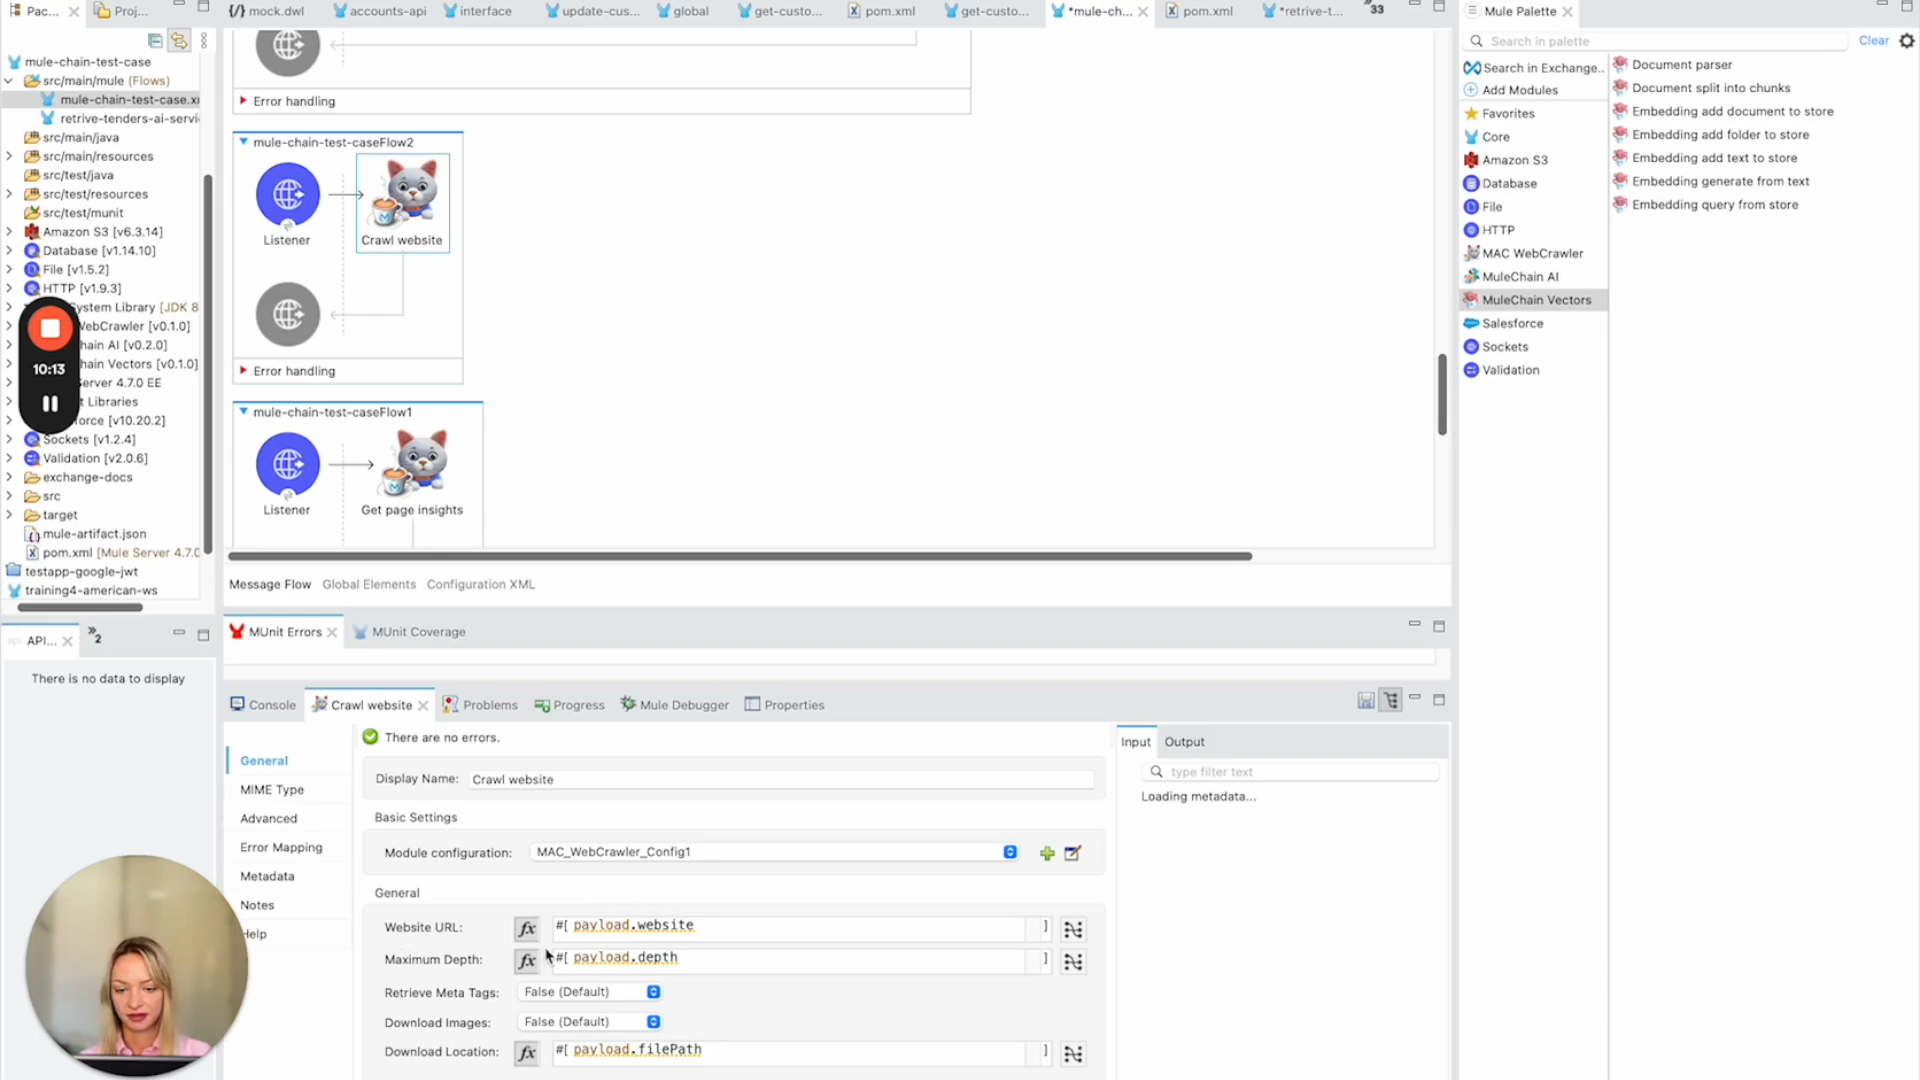 Pac...
Proj...
mock.dwl
accounts-api
interface
update-cus...
global
get-custo...
pom.xml
get-custo...
*mule-ch...
pom.xml
*retrive-t...
33
Mule Palette
mule-chain-test-case
src/main/mule (Flows)
mule-chain-test-case.x
retrive-tenders-ai-servi
src/main/java
src/main/resources
src/test/java
src/test/resources
src/test/munit
Amazon S3 [v6.3.14]
Database [v1.14.10]
File [v1.5.2]
HTTP [v1.9.3]
ystem Library [JDK 8
WebCrawler [v0.1.0]
hain AI [v0.2.0]
hain Vectors [v0.1.0]
Server 4.7.0 EE
t Libraries
force [v10.20.2]
Sockets [v1.2.4]
Validation [v2.0.6]
exchange-docs
src
target
mule-artifact.json
pom.xml [Mule Server 4.7.0
testapp-google-jwt
training4-american-ws
10:13
Error handling
mule-chain-test-caseFlow2
Listener
Crawl website
Error handling
mule-chain-test-caseFlow1
Listener
Get page insights
Message Flow
Global Elements
Configuration XML
Search in palette
Clear
Search in Exchange..
Add Modules
Favorites
Core
Amazon S3
Database
File
HTTP
MAC WebCrawler
MuleChain AI
MuleChain Vectors
Salesforce
Sockets
Validation
Document parser
Document split into chunks
Embedding add document to store
Embedding add folder to store
Embedding add text to store
Embedding generate from text
Embedding query from store
API...
2
There is no data to display
MUnit Errors
MUnit Coverage
Console
Crawl website
Problems
Progress
Mule Debugger
Properties
General
MIME Type
Advanced
Error Mapping
Metadata
Notes
Help
There are no errors.
Display Name: Crawl website
Basic Settings
Module configuration: MAC_WebCrawler_Config1
General
Website URL: fx #[ payload.website ]
Maximum Depth: fx #[ payload.depth ]
Retrieve Meta Tags: False (Default)
Download Images: False (Default)
Download Location: fx #[ payload.filePath ]
Input
Output
type filter text
Loading metadata...